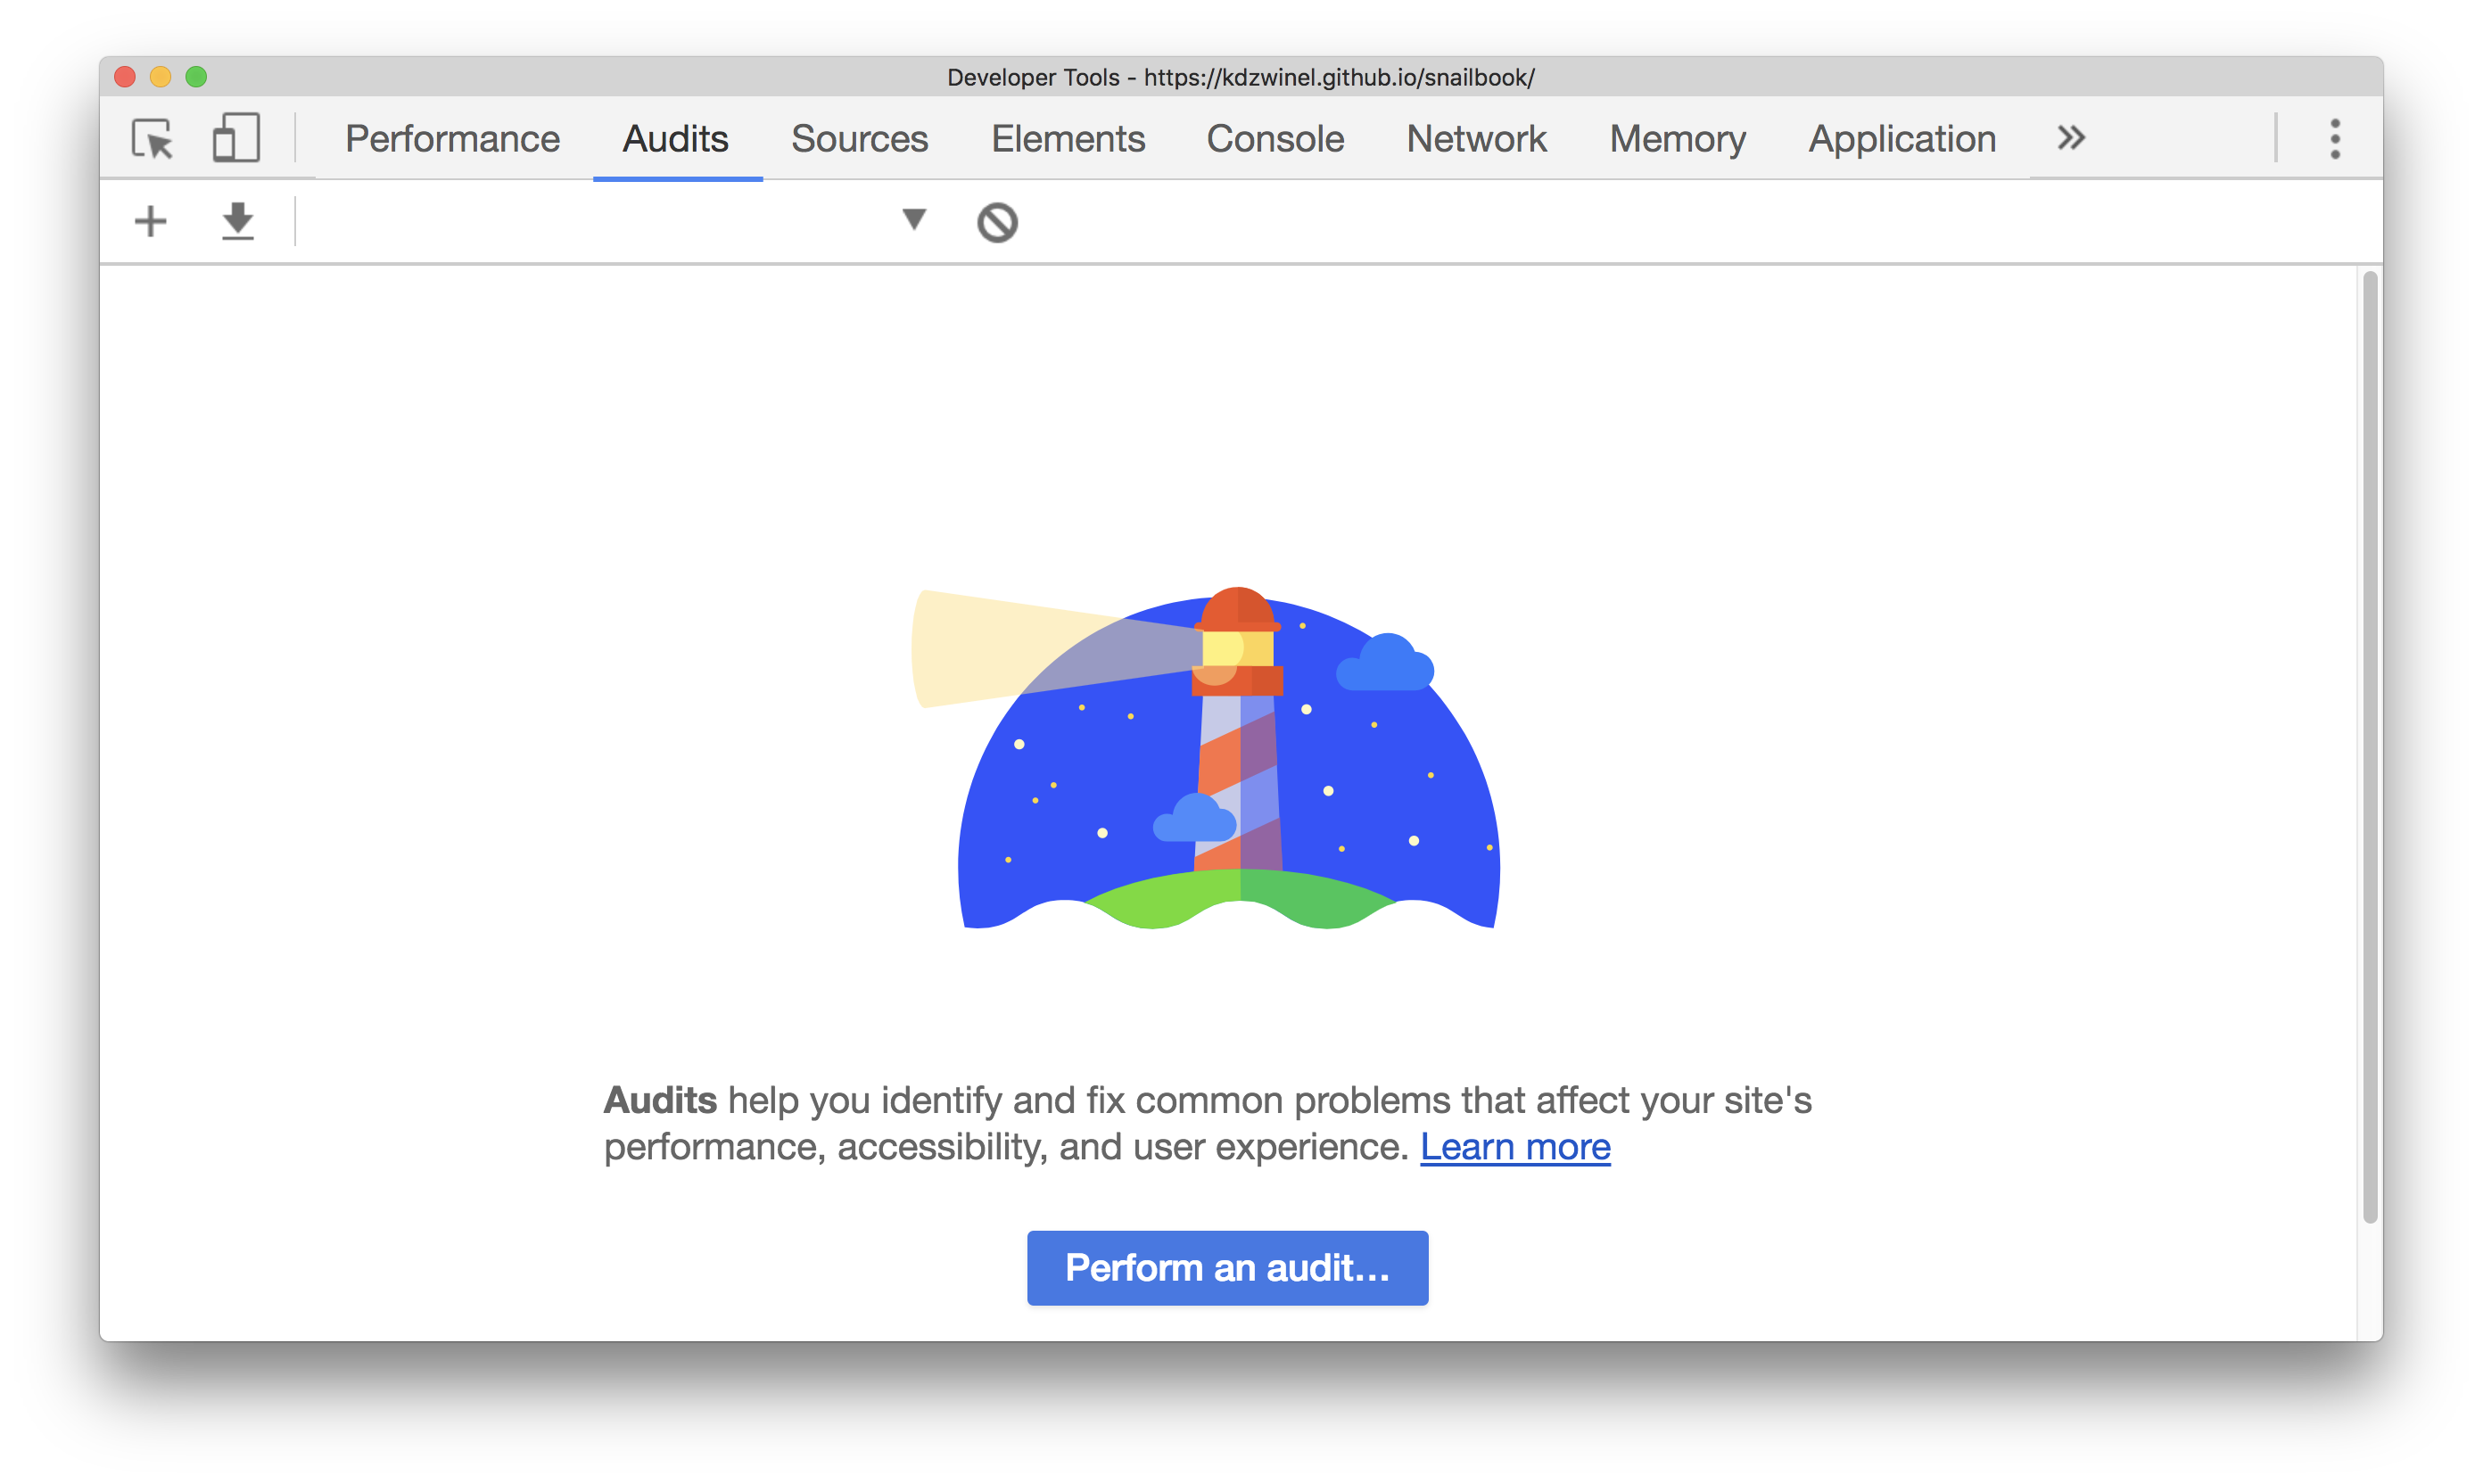 Developer Tools - https://kdzwinel.github.io/snailbook/
Performance Audits Sources Elements Console Network Memory Application
Audits help you identify and fix common problems that affect your site's
performance, accessibility, and user experience. Learn more
Perform an audit...